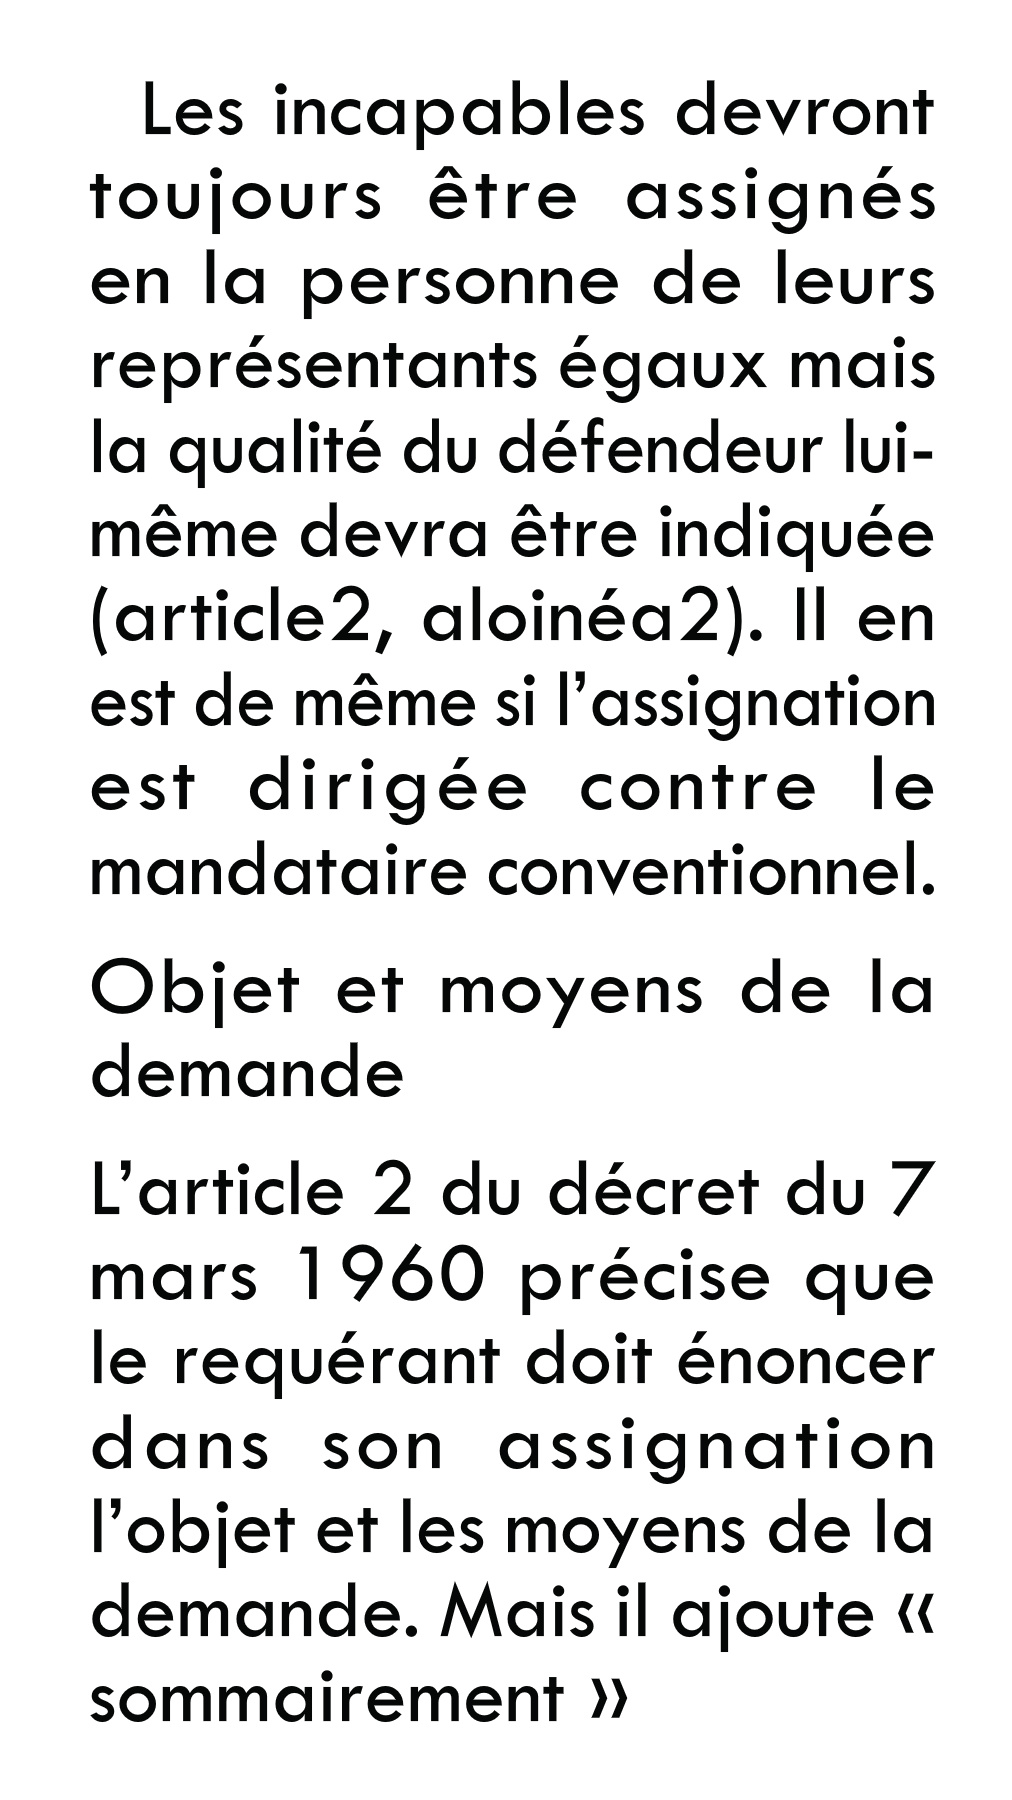 Les incapables devront
toujours être assignés
en la personne de leurs
représentants égaux mais
la qualité du défendeur lui-
même devra être indiquée
(article2, aloinéa2). Il en
est de même si l’assignation
est dirigée contre le
mandataire conventionnel.
Objet et moyens de la
demande
L’article 2 du décret du 7
mars 1960 précise que
le requérant doit énoncer
dans son assignation
l’objet et les moyens de la
demande. Mais il ajoute «
sommairement »